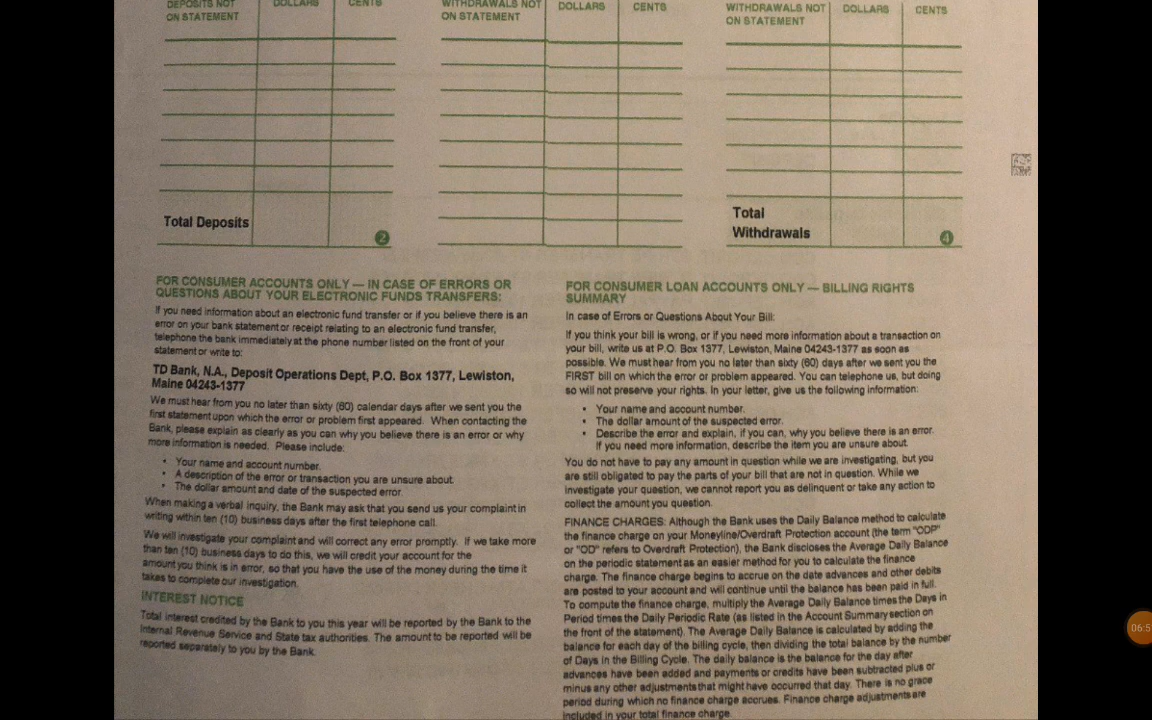 DEPOSITS NOT
ON STATEMENT
DOLLARS
CENTS
WITHDRAWALS NOT
ON STATEMENT
DOLLARS
CENTS
WITHDRAWALS NOT
ON STATEMENT
DOLLARS
CENTS
Total Deposits
2
Total
Withdrawals
4
FOR CONSUMER ACCOUNTS ONLY — IN CASE OF ERRORS OR
QUESTIONS ABOUT YOUR ELECTRONIC FUNDS TRANSFERS:
If you need information about an electronic fund transfer or if you believe there is an
error on your bank statement or receipt relating to an electronic fund transfer,
telephone the bank immediately at the phone number listed on the front of your
statement or write to:
TD Bank, N.A., Deposit Operations Dept, P.O. Box 1377, Lewiston,
Maine 04243-1377
We must hear from you no later than sixty (60) calendar days after we sent you the
first statement upon which the error or problem first appeared. When contacting the
Bank, please explain as clearly as you can why you believe there is an error or why
more information is needed. Please include:
• Your name and account number.
• A description of the error or transaction you are unsure about.
• The dollar amount and date of the suspected error.
When making a verbal inquiry, the Bank may ask that you send us your complaint in
writing within ten (10) business days after the first telephone call.
We will investigate your complaint and will correct any error promptly. If we take more
than ten (10) business days to do this, we will credit your account for the
amount you think is in error, so that you have the use of the money during the time it
takes to complete our investigation.
INTEREST NOTICE
Total interest credited by the Bank to you this year will be reported by the Bank to the
Internal Revenue Service and State tax authorities. The amount to be reported will be
reported separately to you by the Bank.
FOR CONSUMER LOAN ACCOUNTS ONLY — BILLING RIGHTS
SUMMARY
In case of Errors or Questions About Your Bill:
If you think your bill is wrong, or if you need more information about a transaction on
your bill, write us at P.O. Box 1377, Lewiston, Maine 04243-1377 as soon as
possible. We must hear from you no later than sixty (60) days after we sent you the
FIRST bill on which the error or problem appeared. You can telephone us, but doing
so will not preserve your rights. In your letter, give us the following information:
• Your name and account number.
• The dollar amount of the suspected error.
• Describe the error and explain, if you can, why you believe there is an error.
If you need more information, describe the item you are unsure about.
You do not have to pay any amount in question while we are investigating, but you
are still obligated to pay the parts of your bill that are not in question. While we
investigate your question, we cannot report you as delinquent or take any action to
collect the amount you question.
FINANCE CHARGES: Although the Bank uses the Daily Balance method to calculate
the finance charge on your Moneyline/Overdraft Protection account (the term "ODP"
or "OD" refers to Overdraft Protection), the Bank discloses the Average Daily Balance
on the periodic statement as an easier method for you to calculate the finance
charge. The finance charge begins to accrue on the date advances and other debits
are posted to your account and will continue until the balance has been paid in full.
To compute the finance charge, multiply the Average Daily Balance times the Days in
Period times the Daily Periodic Rate (as listed in the Account Summary section on
the front of the statement). The Average Daily Balance is calculated by adding the
balance for each day of the billing cycle, then dividing the total balance by the number
of Days in the Billing Cycle. The daily balance is the balance for the day after
advances have been added and payments or credits have been subtracted plus or
minus any other adjustments that might have occurred that day. There is no grace
period during which no finance charge accrues. Finance charge adjustments are
included in your total finance charge.
06:5